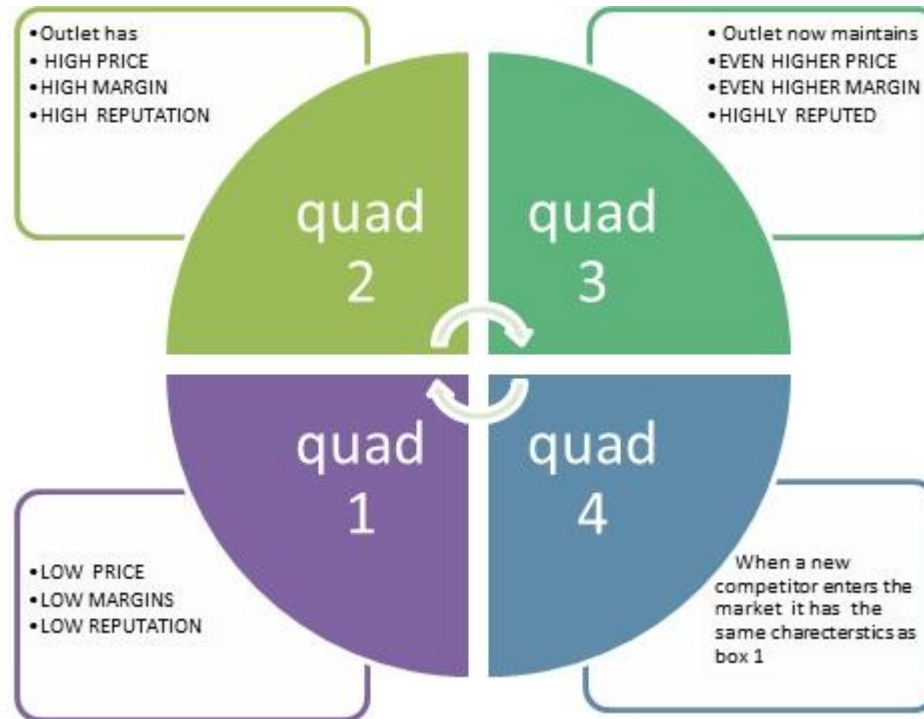 •Outlet has
• HIGH PRICE
•HIGH MARGIN
•HIGH REPUTATION
• Outlet now maintains
•EVEN HIGHER PRICE
•EVEN HIGHER MARGIN
•HIGHLY REPUTED
quad
2
quad
3
quad
1
quad
4
•LOW PRICE
•LOW MARGINS
•LOW REPUTATION
When a new
competitor enters the
market it has the
same charecterstics as
box 1